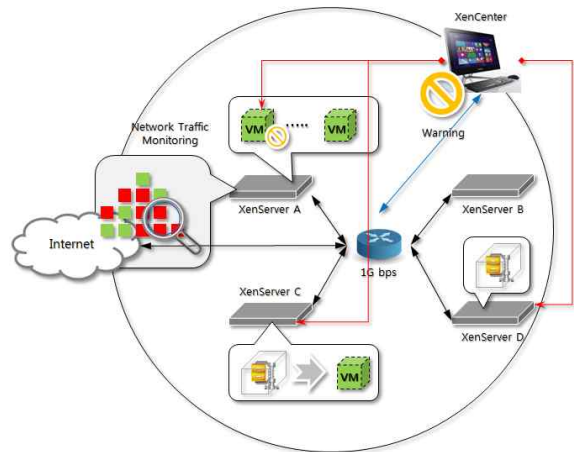 XenCenter
Network Traffic
Monitoring
VM
.....
VM
Warning
XenServer A
XenServer B
Internet
1G bps
XenServer C
XenServer D
VM